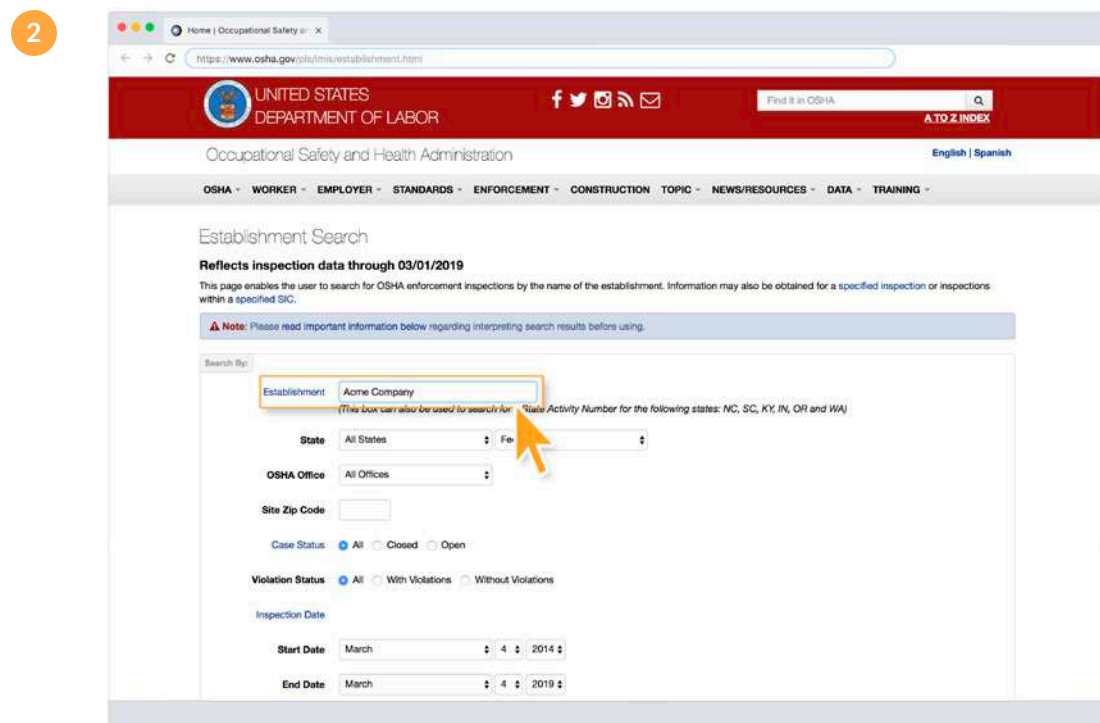 2
Home | Occupational Safety an
https://www.osha.gov/pls/imis/establishment.html
UNITED STATES
DEPARTMENT OF LABOR
Find it in OSHA
A TO Z INDEX
Occupational Safety and Health Administration
English | Spanish
OSHA WORKER EMPLOYER STANDARDS ENFORCEMENT CONSTRUCTION TOPIC NEWS/RESOURCES DATA TRAINING
Establishment Search
Reflects inspection data through 03/01/2019
This page enables the user to search for OSHA enforcement inspections by the name of the establishment. Information may also be obtained for a specified inspection or inspections
within a specified SIC.
Note: Please read important information below regarding interpreting search results before using.
Search By:
Establishment Acme Company
(This box can also be used to search for State Activity Number for the following states: NC, SC, KY, IN, OR and WA)
State All States Fe
OSHA Office All Offices
Site Zip Code
Case Status All Closed Open
Violation Status All With Violations Without Violations
Inspection Date
Start Date March 4 2014
End Date March 4 2019